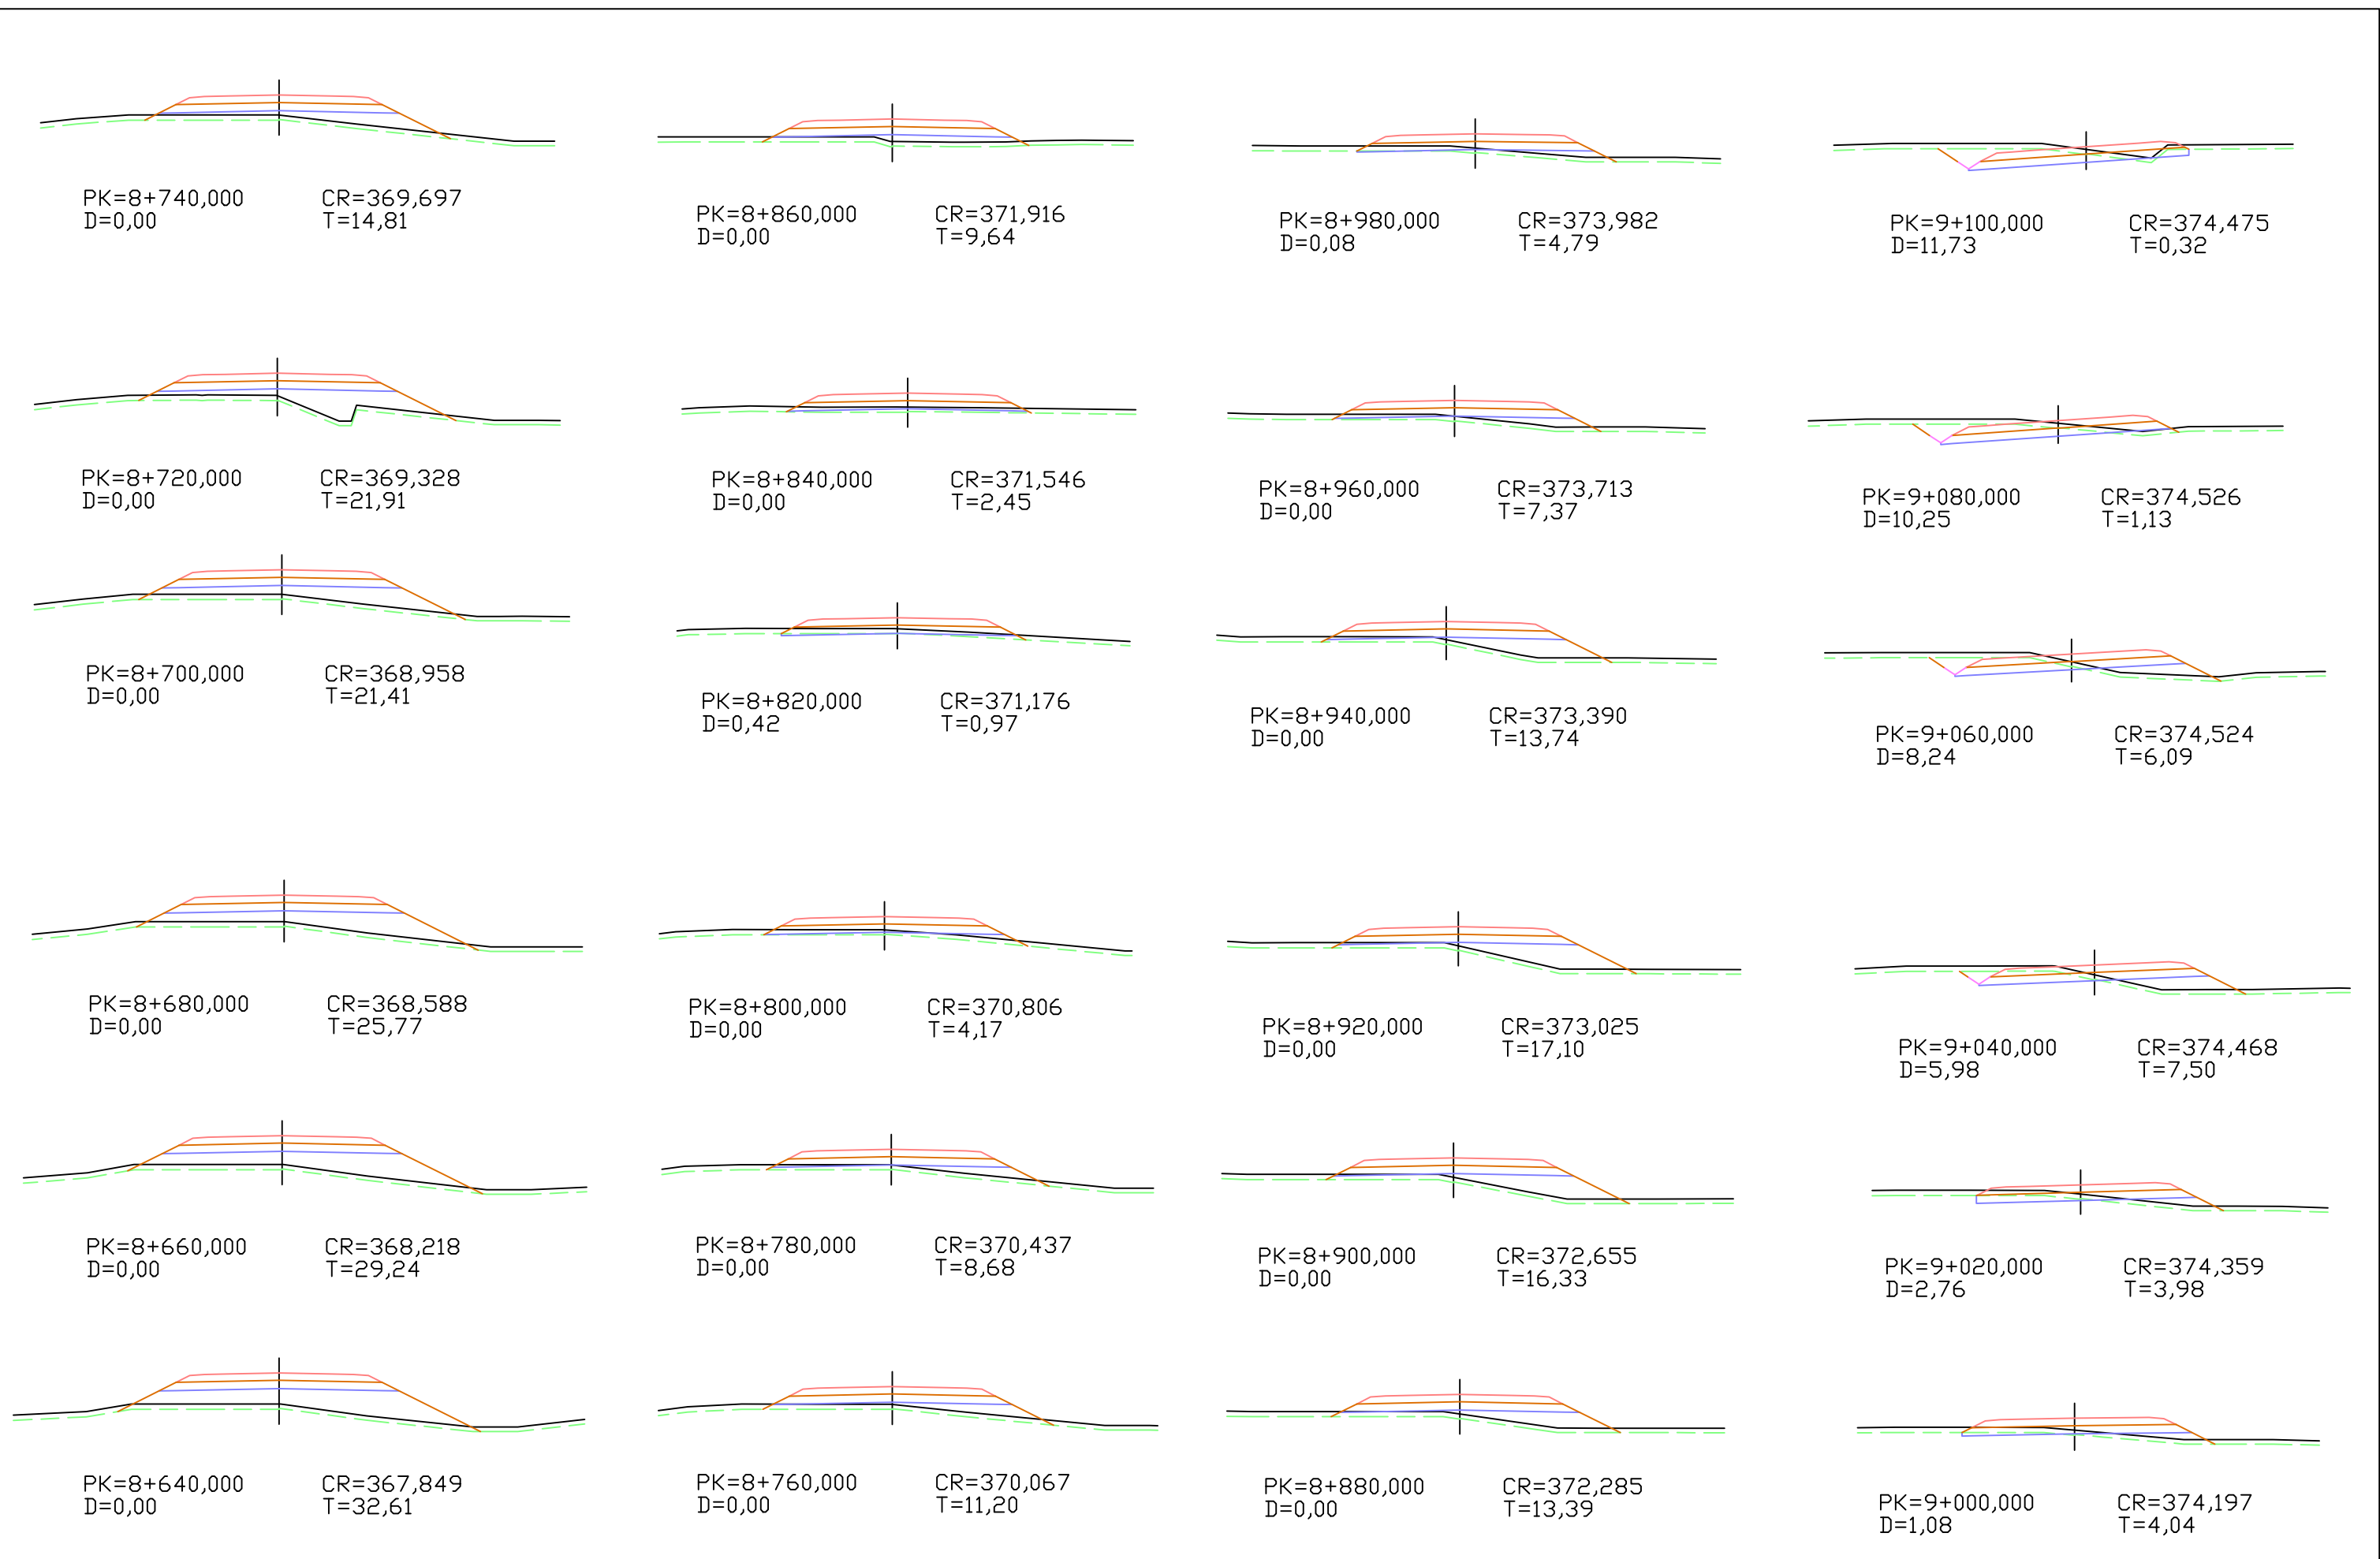 PK=8+740,000 CR=369,697
D=0,00 T=14,81
PK=8+860,000 CR=371,916
D=0,00 T=9,64
PK=8+980,000 CR=373,982
D=0,08 T=4,79
PK=9+100,000 CR=374,475
D=11,73 T=0,32
PK=8+720,000 CR=369,328
D=0,00 T=21,91
PK=8+840,000 CR=371,546
D=0,00 T=2,45
PK=8+960,000 CR=373,713
D=0,00 T=7,37
PK=9+080,000 CR=374,526
D=10,25 T=1,13
PK=8+700,000 CR=368,958
D=0,00 T=21,41
PK=8+820,000 CR=371,176
D=0,42 T=0,97
PK=8+940,000 CR=373,390
D=0,00 T=13,74
PK=9+060,000 CR=374,524
D=8,24 T=6,09
PK=8+680,000 CR=368,588
D=0,00 T=25,77
PK=8+800,000 CR=370,806
D=0,00 T=4,17
PK=8+920,000 CR=373,025
D=0,00 T=17,10
PK=9+040,000 CR=374,468
D=5,98 T=7,50
PK=8+660,000 CR=368,218
D=0,00 T=29,24
PK=8+780,000 CR=370,437
D=0,00 T=8,68
PK=8+900,000 CR=372,655
D=0,00 T=16,33
PK=9+020,000 CR=374,359
D=2,76 T=3,98
PK=8+640,000 CR=367,849
D=0,00 T=32,61
PK=8+760,000 CR=370,067
D=0,00 T=11,20
PK=8+880,000 CR=372,285
D=0,00 T=13,39
PK=9+000,000 CR=374,197
D=1,08 T=4,04